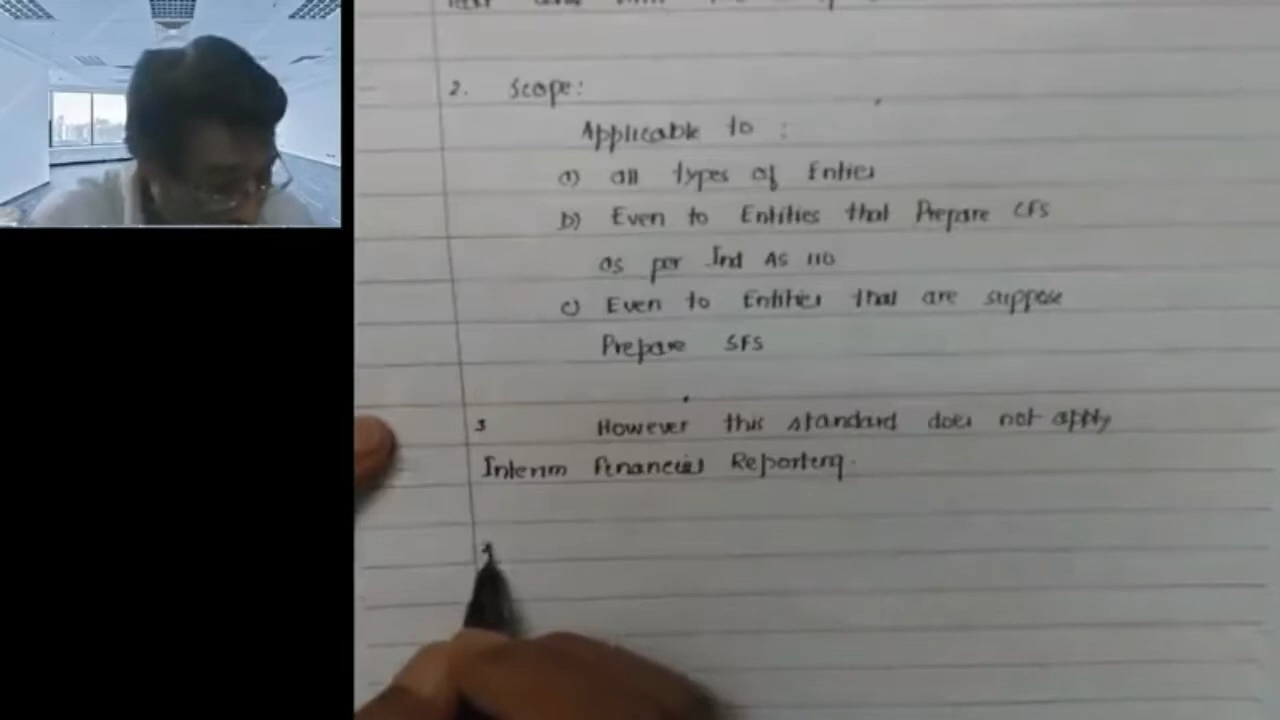 2. Scope:
Applicable to :
a) all types of Enties
b) Even to Entities that Prepare CFS
as per Ind AS 110
c) Even to Entities that are suppose
Prepare SFS
3 However this standard does not apply
Interim Financial Reporting.